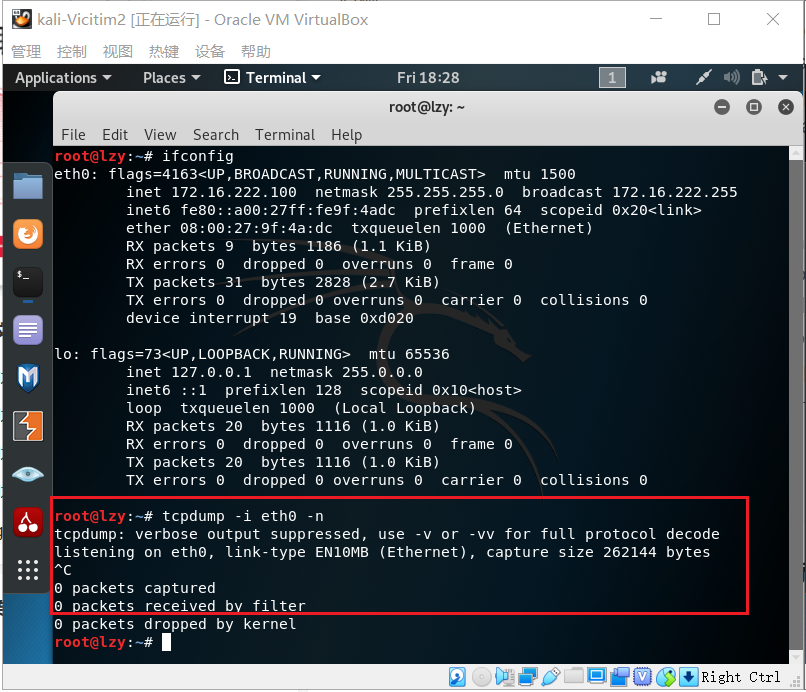 kali-Vicitim2 [正在运行] - Oracle VM VirtualBox
管理 控制 视图 热键 设备 帮助
Applications Places Terminal Fri 18:28 1
root@lzy: ~
File Edit View Search Terminal Help
root@lzy:~# ifconfig
eth0: flags=4163<UP,BROADCAST,RUNNING,MULTICAST>  mtu 1500
        inet 172.16.222.100  netmask 255.255.255.0  broadcast 172.16.222.255
        inet6 fe80::a00:27ff:fe9f:4adc  prefixlen 64  scopeid 0x20<link>
        ether 08:00:27:9f:4a:dc  txqueuelen 1000  (Ethernet)
        RX packets 9  bytes 1186 (1.1 KiB)
        RX errors 0  dropped 0  overruns 0  frame 0
        TX packets 31  bytes 2828 (2.7 KiB)
        TX errors 0  dropped 0 overruns 0  carrier 0  collisions 0
        device interrupt 19  base 0xd020
lo: flags=73<UP,LOOPBACK,RUNNING>  mtu 65536
        inet 127.0.0.1  netmask 255.0.0.0
        inet6 ::1  prefixlen 128  scopeid 0x10<host>
        loop  txqueuelen 1000  (Local Loopback)
        RX packets 20  bytes 1116 (1.0 KiB)
        RX errors 0  dropped 0  overruns 0  frame 0
        TX packets 20  bytes 1116 (1.0 KiB)
        TX errors 0  dropped 0 overruns 0  carrier 0  collisions 0
root@lzy:~# tcpdump -i eth0 -n
tcpdump: verbose output suppressed, use -v or -vv for full protocol decode
listening on eth0, link-type EN10MB (Ethernet), capture size 262144 bytes
^C
0 packets captured
0 packets received by filter
0 packets dropped by kernel
root@lzy:~#
Right Ctrl